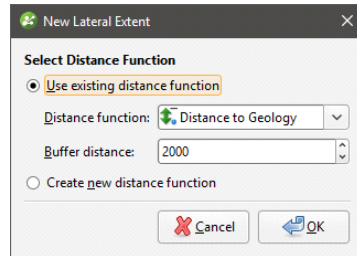 New Lateral Extent
Select Distance Function
Use existing distance function
Distance function: Distance to Geology
Buffer distance: 2000
Create new distance function
Cancel OK